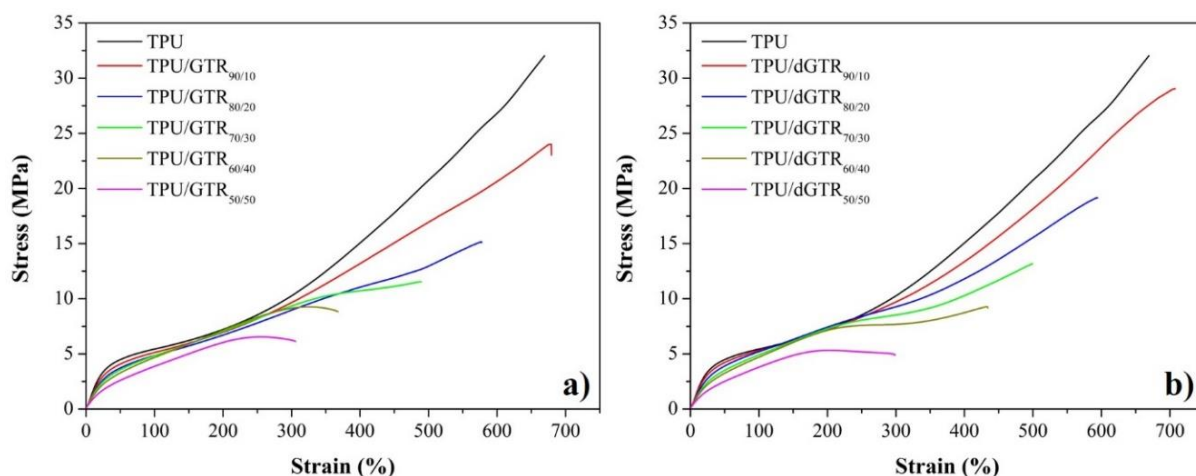 35
30
25
20
15
10
5
0
Stress (MPa)
TPU
TPU/GTR90/10
TPU/GTR80/20
TPU/GTR70/30
TPU/GTR60/40
TPU/GTR50/50
a)
0 100 200 300 400 500 600 700
Strain (%)
35
30
25
20
15
10
5
0
Stress (MPa)
TPU
TPU/dGTR90/10
TPU/dGTR80/20
TPU/dGTR70/30
TPU/dGTR60/40
TPU/dGTR50/50
b)
0 100 200 300 400 500 600 700
Strain (%)